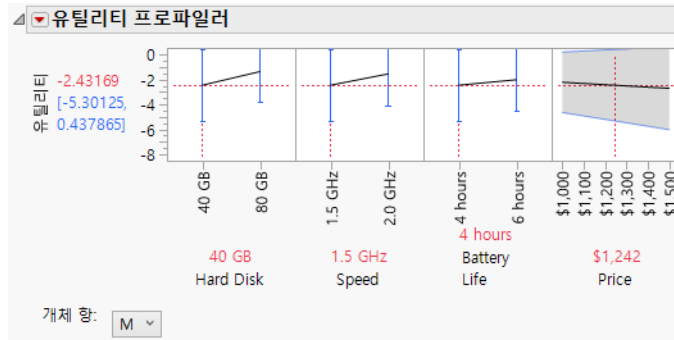 유틸리티 프로파일러
유틸리티
-2.43169
[-5.30125,
0.437865]
0
-2
-4
-6
-8
40 GB
80 GB
1.5 GHz
2.0 GHz
4 hours
6 hours
$1,000
$1,100
$1,200
$1,300
$1,400
$1,500
40 GB
Hard Disk
1.5 GHz
Speed
4 hours
Battery
Life
$1,242
Price
개체 항:
M